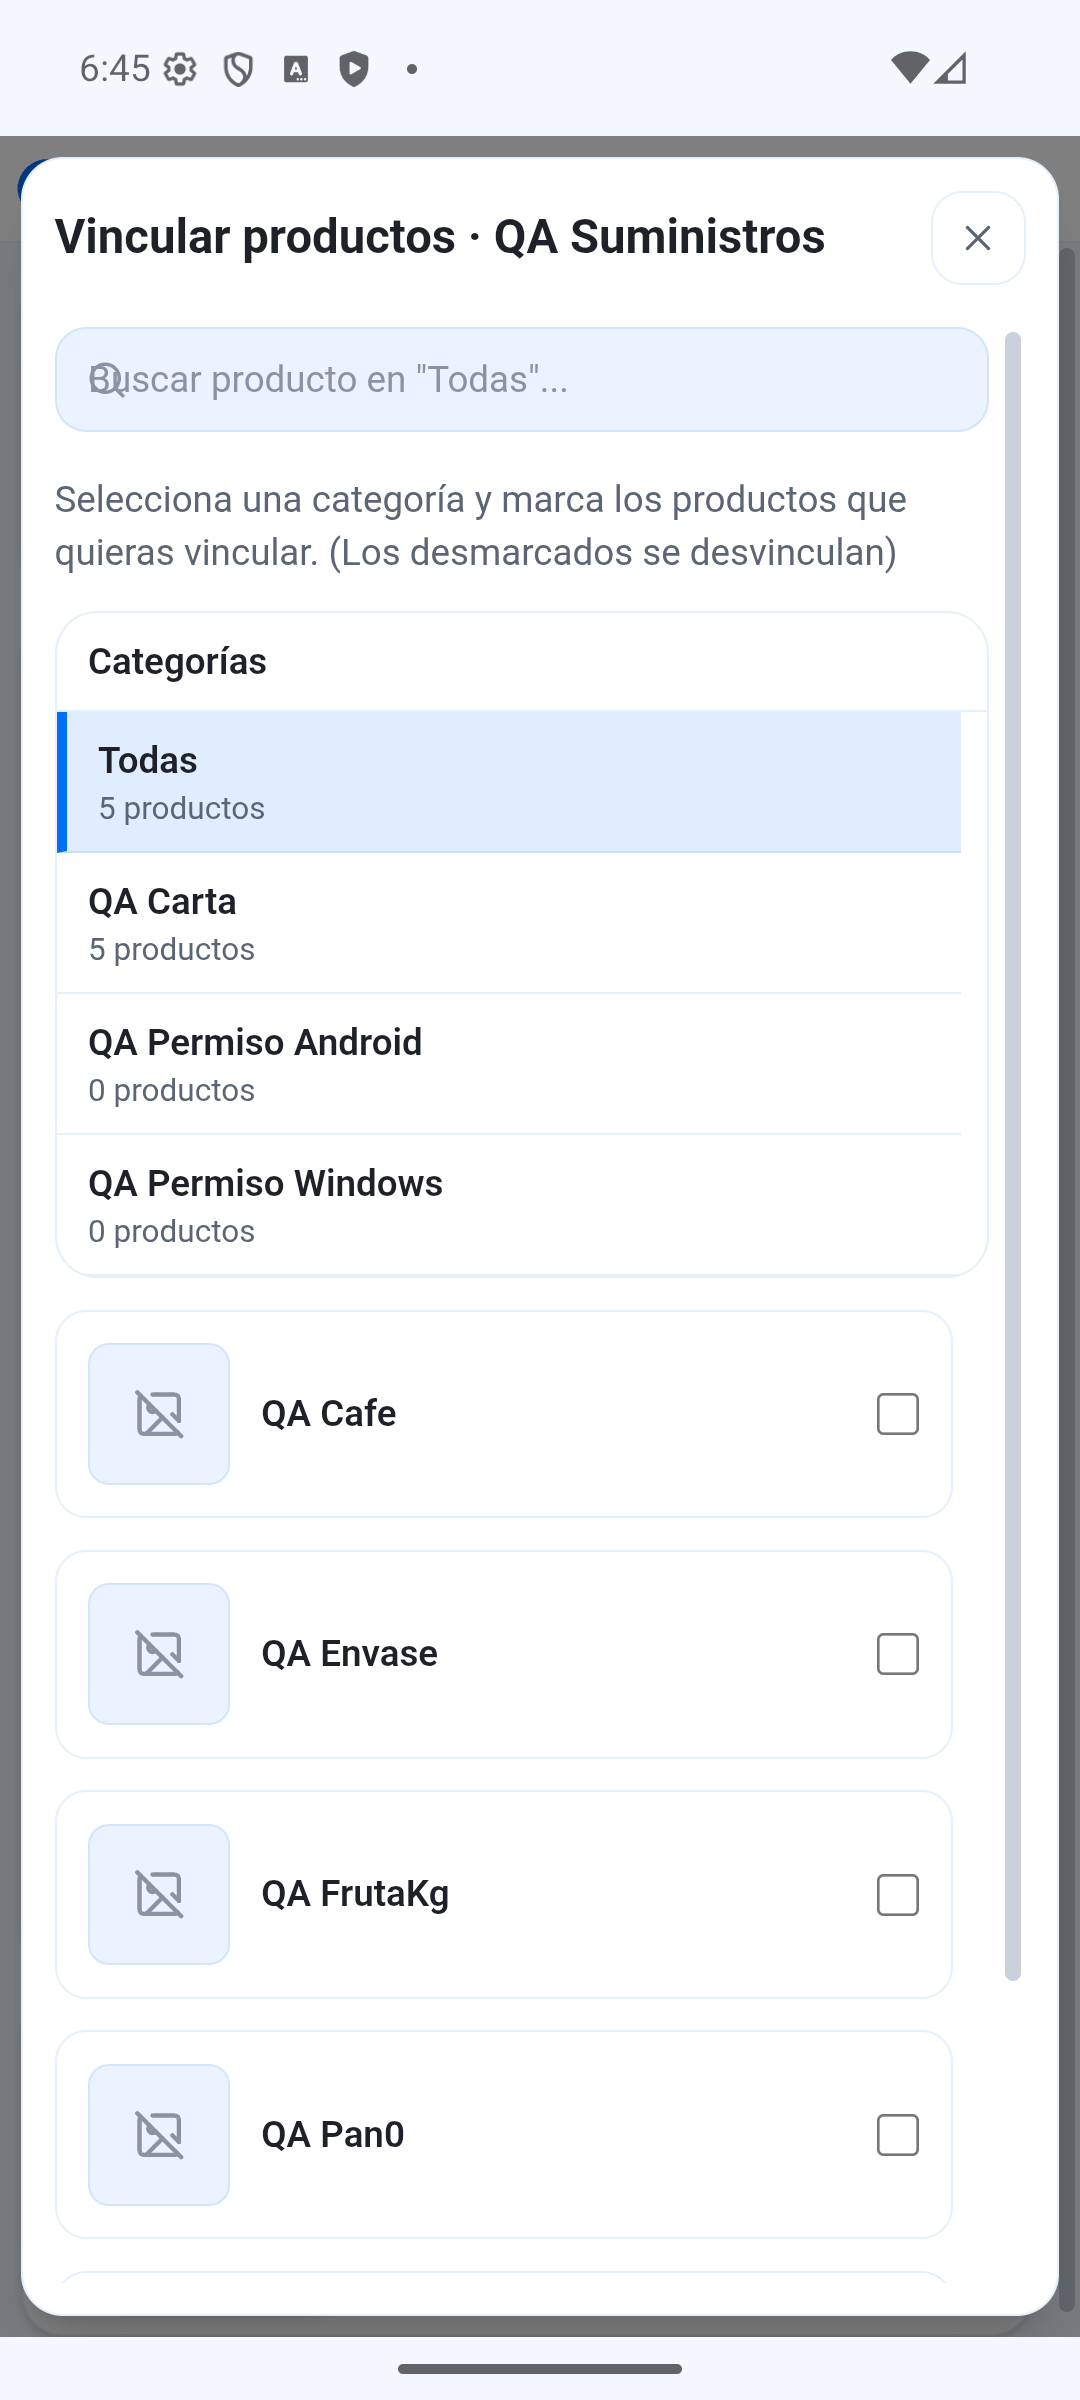 6:45
Vincular productos · QA Suministros
Buscar producto en "Todas"...
Selecciona una categoría y marca los productos que
quieras vincular. (Los desmarcados se desvinculan)
Categorías
Todas
5 productos
QA Carta
5 productos
QA Permiso Android
0 productos
QA Permiso Windows
0 productos
QA Cafe
QA Envase
QA FrutaKg
QA Pan0